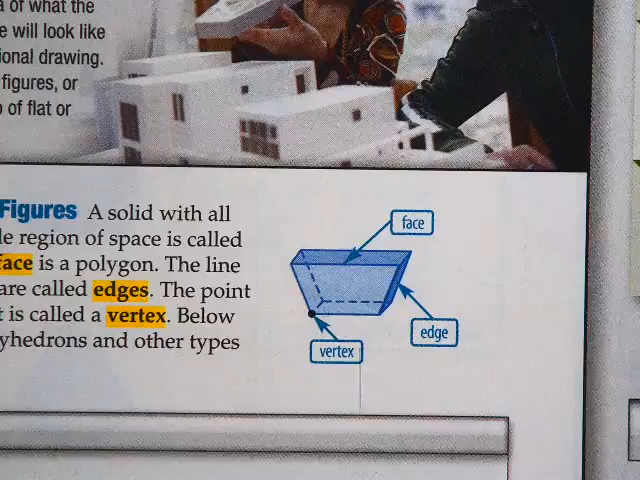 of what the
e will look like
ional drawing.
figures, or
of flat or
Figures A solid with all
le region of space is called
face is a polygon. The line
are called edges. The point
t is called a vertex. Below
yhedrons and other types
face
edge
vertex